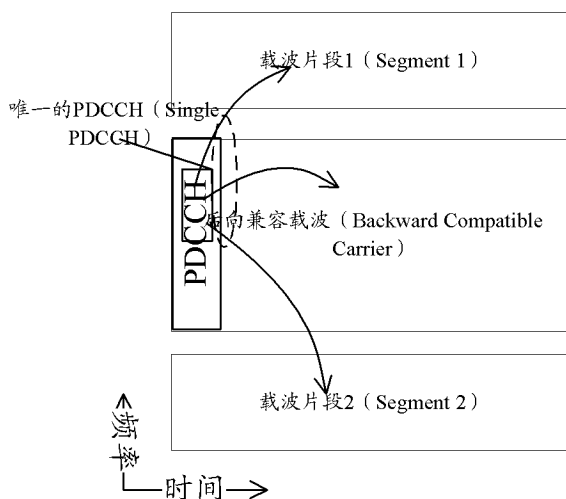 载波片段1（Segment 1）
唯一的PDCCH（Single
PDCCH）
PDCCH
后向兼容载波（Backward Compatible
Carrier）
载波片段2（Segment 2）
频率
时间